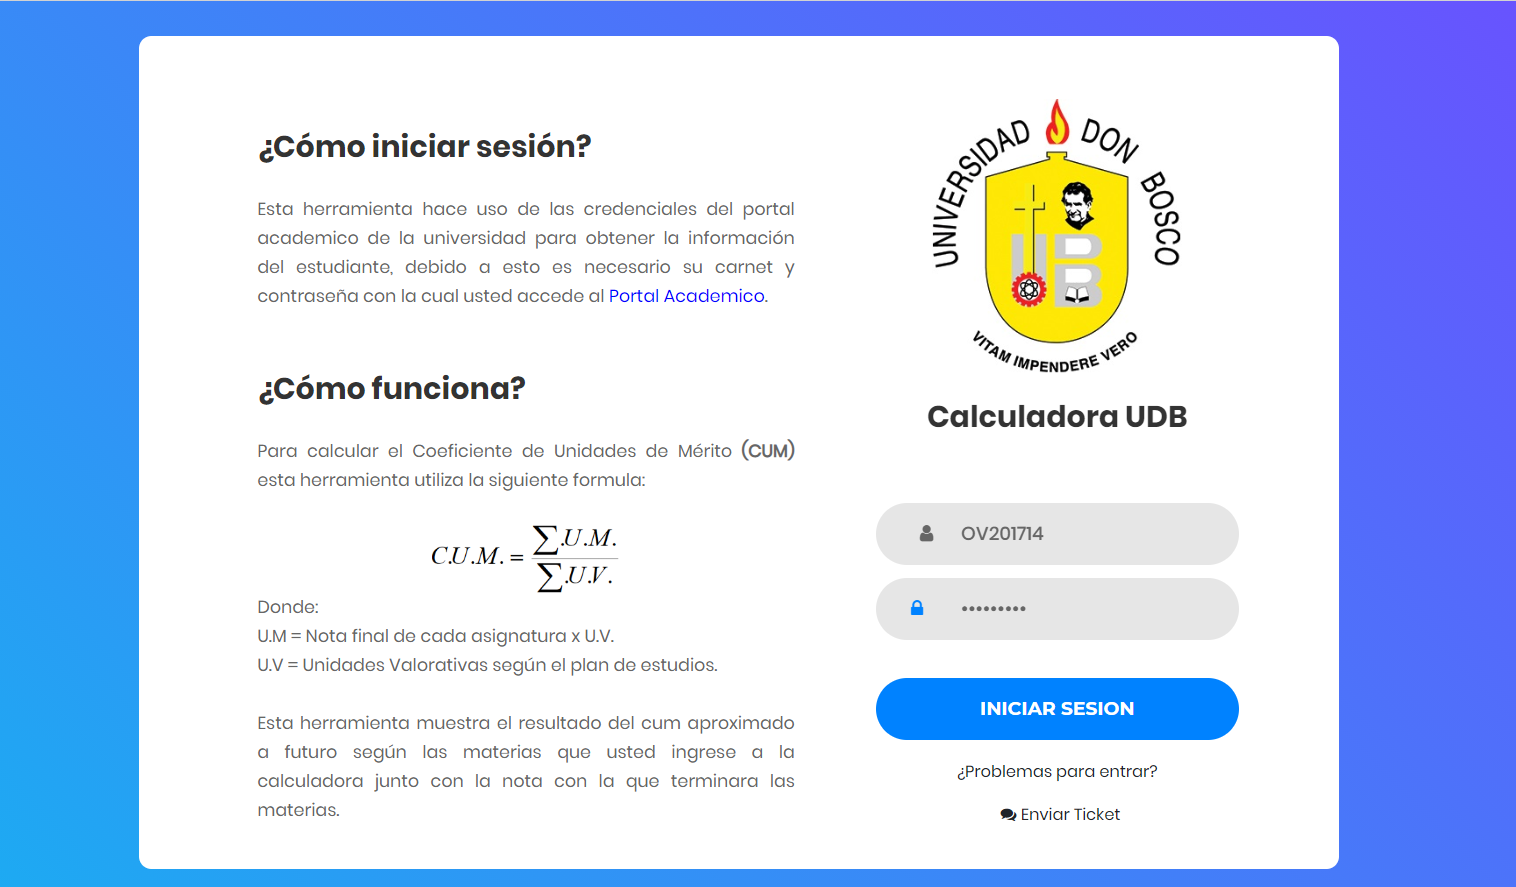 ¿Cómo iniciar sesión?
Esta herramienta hace uso de las credenciales del portal
academico de la universidad para obtener la información
del estudiante, debido a esto es necesario su carnet y
contraseña con la cual usted accede al Portal Academico.
¿Cómo funciona?
Para calcular el Coeficiente de Unidades de Mérito (CUM)
esta herramienta utiliza la siguiente formula:
C.U.M. = ∑.U.M. / ∑.U.V.
Donde:
U.M = Nota final de cada asignatura x U.V.
U.V = Unidades Valorativas según el plan de estudios.
Esta herramienta muestra el resultado del cum aproximado
a futuro según las materias que usted ingrese a la
calculadora junto con la nota con la que terminara las
materias.
UNIVERSIDAD DON BOSCO
UB
VITAM IMPENDERE VERO
Calculadora UDB
OV201714
•••••••••
INICIAR SESION
¿Problemas para entrar?
Enviar Ticket